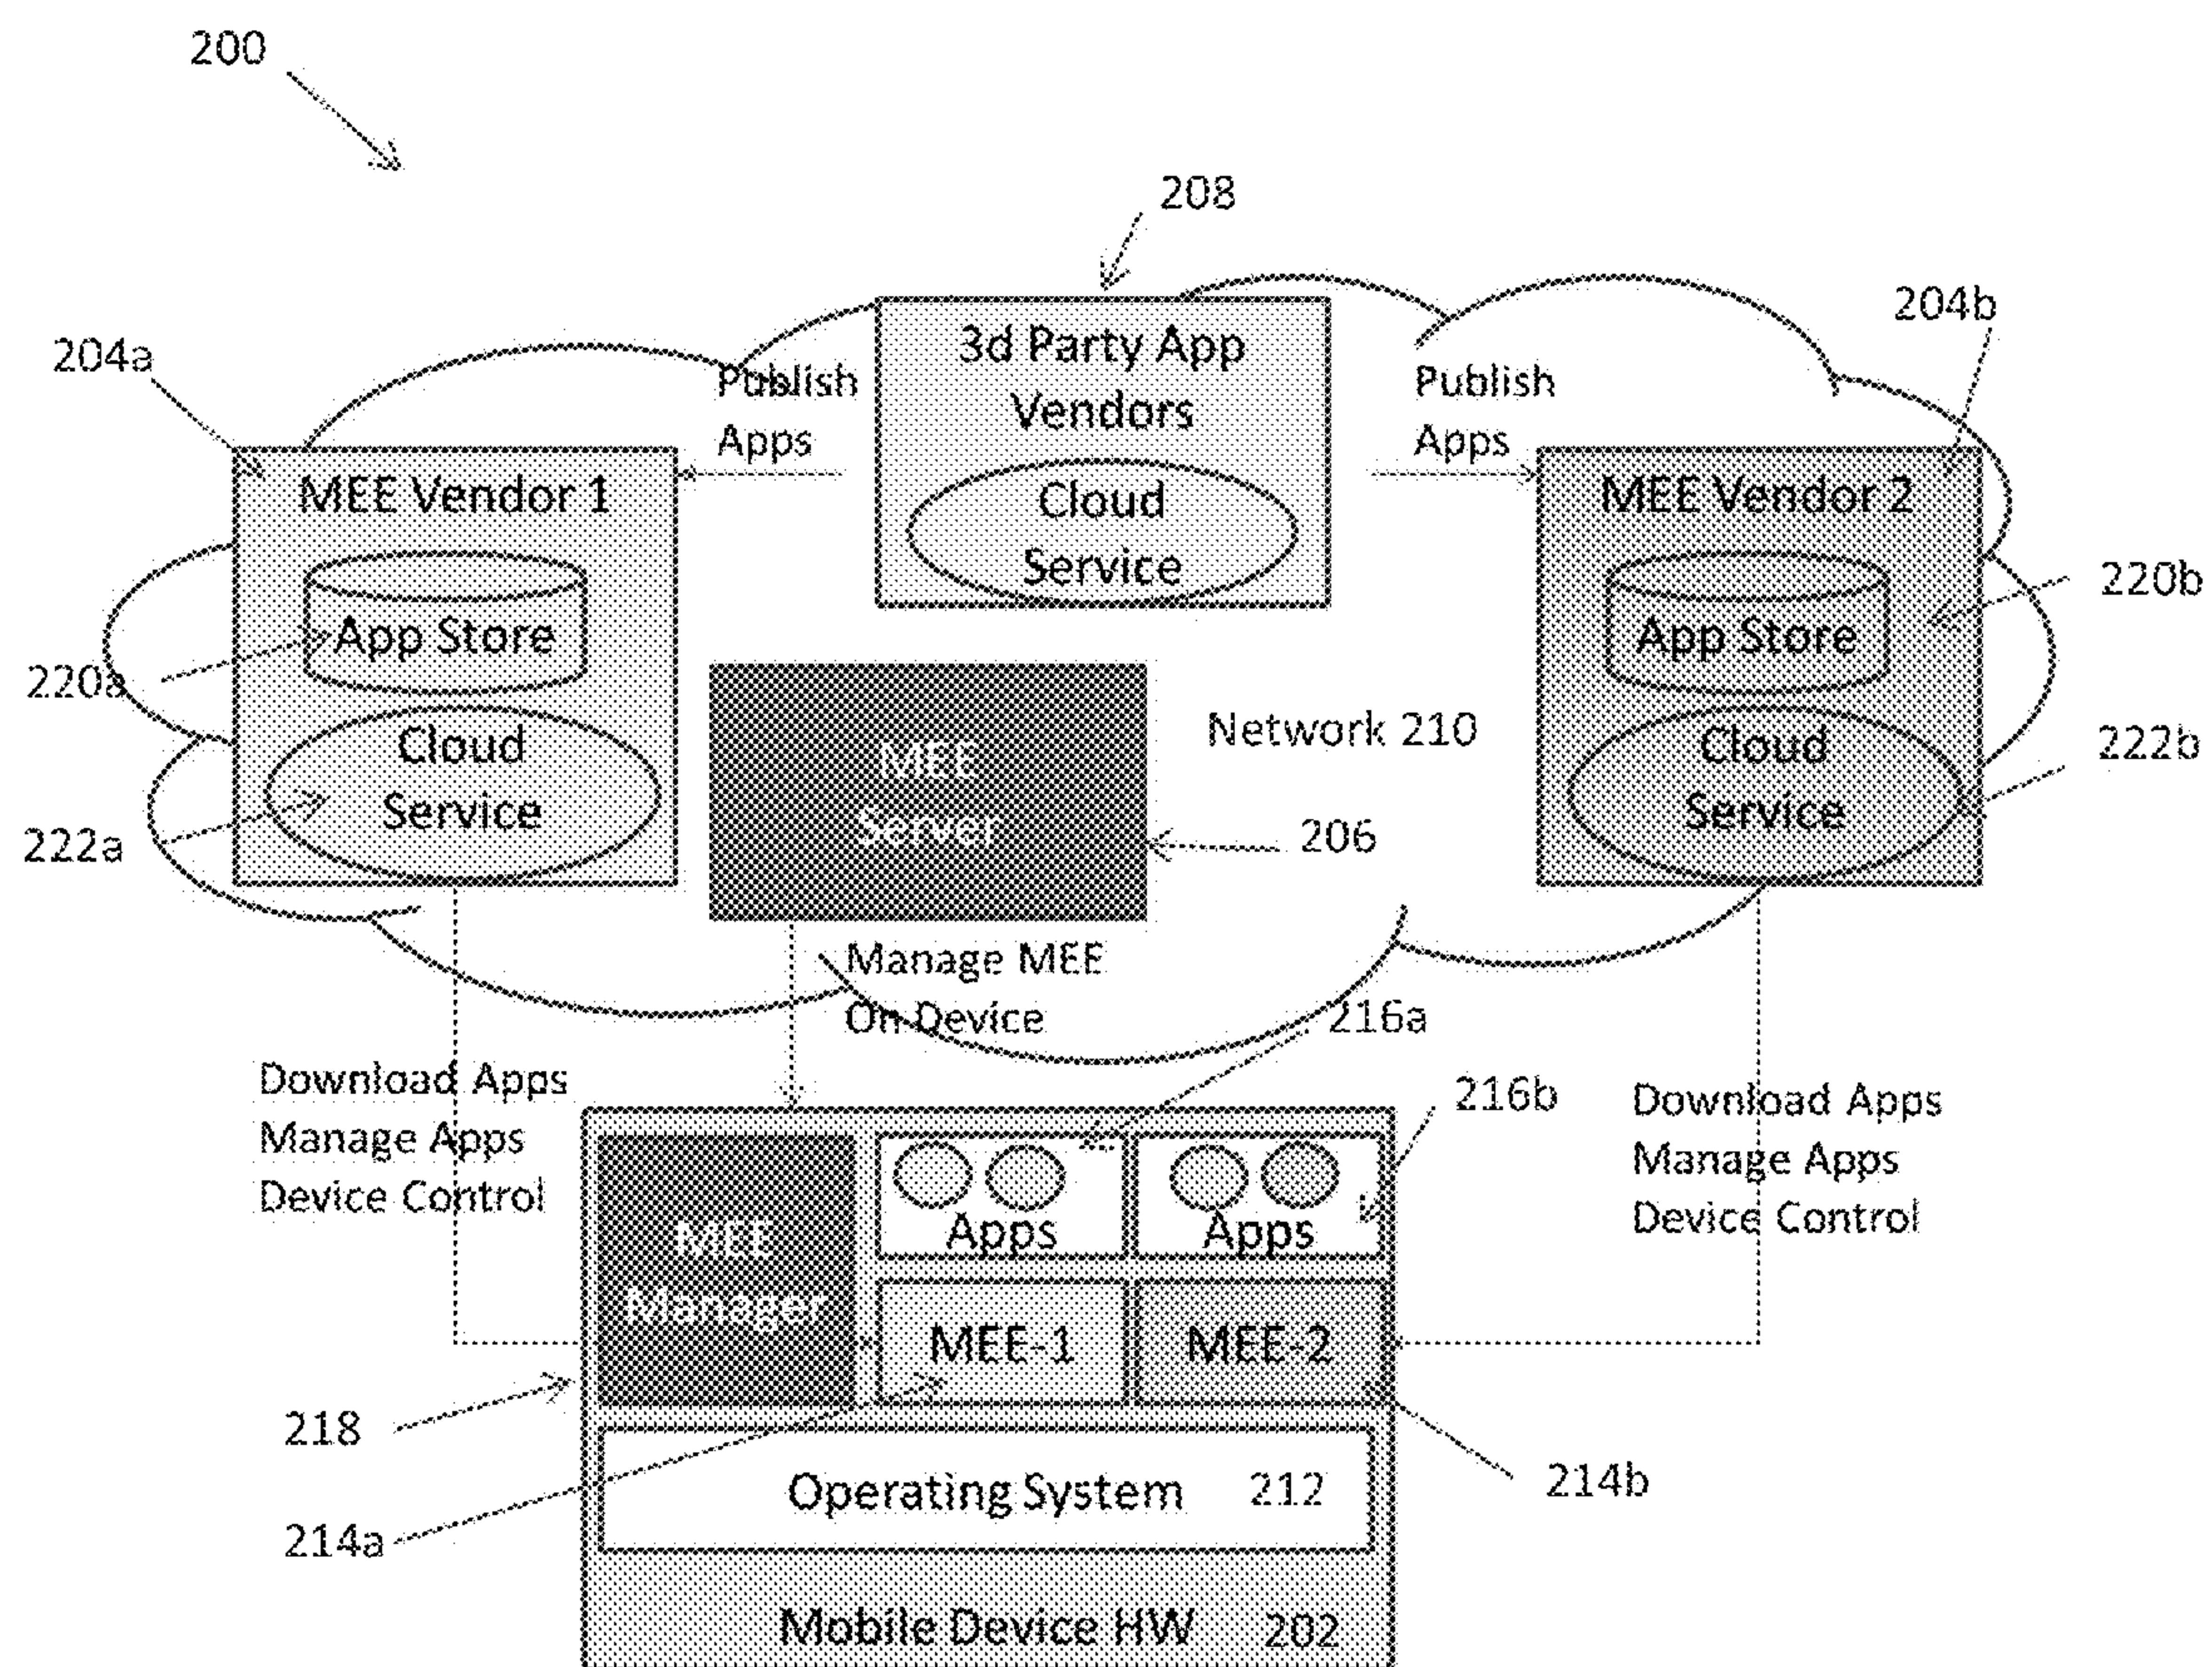 200
208
204b
204a
3d Party App
Vendors
Cloud
Service
Publish
Apps
Publish
Apps
MEE Vendor 1
App Store
Cloud
Service
MEE Vendor 2
App Store
Cloud
Service
220a
222a
220b
222b
MEE
Server
Network 210
206
Manage MEE
On Device
216a
216b
Download Apps
Manage Apps
Device Control
Download Apps
Manage Apps
Device Control
MEE
Manager
Apps
Apps
MEE-1
MEE-2
218
214a
214b
Operating System 212
Mobile Device HW 202